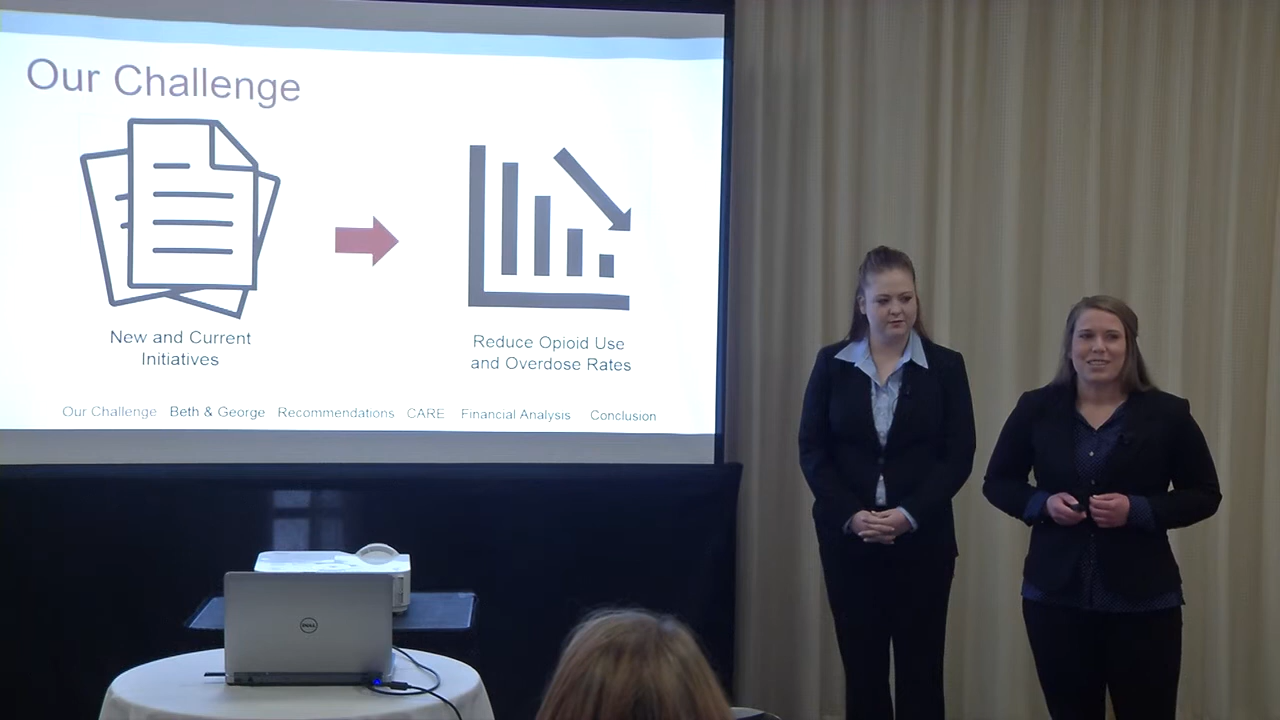 Our Challenge
New and Current
Initiatives
Reduce Opioid Use
and Overdose Rates
Our Challenge Beth & George Recommendations CARE Financial Analysis Conclusion
DELL